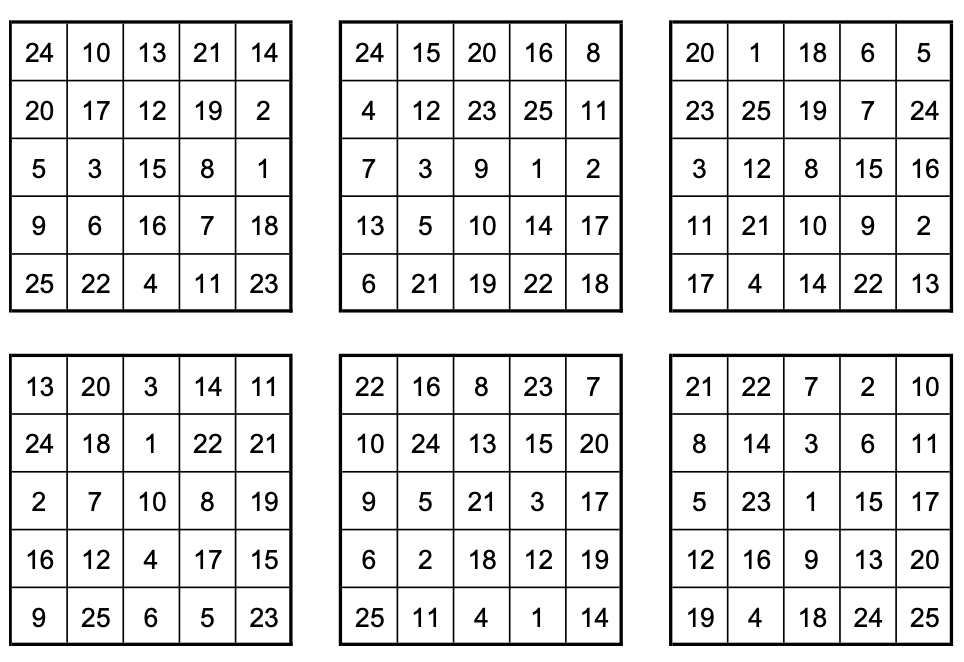 24 10 13 21 14
20 17 12 19 2
5 3 15 8 1
9 6 16 7 18
25 22 4 11 23
24 15 20 16 8
4 12 23 25 11
7 3 9 1 2
13 5 10 14 17
6 21 19 22 18
20 1 18 6 5
23 25 19 7 24
3 12 8 15 16
11 21 10 9 2
17 4 14 22 13
13 20 3 14 11
24 18 1 22 21
2 7 10 8 19
16 12 4 17 15
9 25 6 5 23
22 16 8 23 7
10 24 13 15 20
9 5 21 3 17
6 2 18 12 19
25 11 4 1 14
21 22 7 2 10
8 14 3 6 11
5 23 1 15 17
12 16 9 13 20
19 4 18 24 25